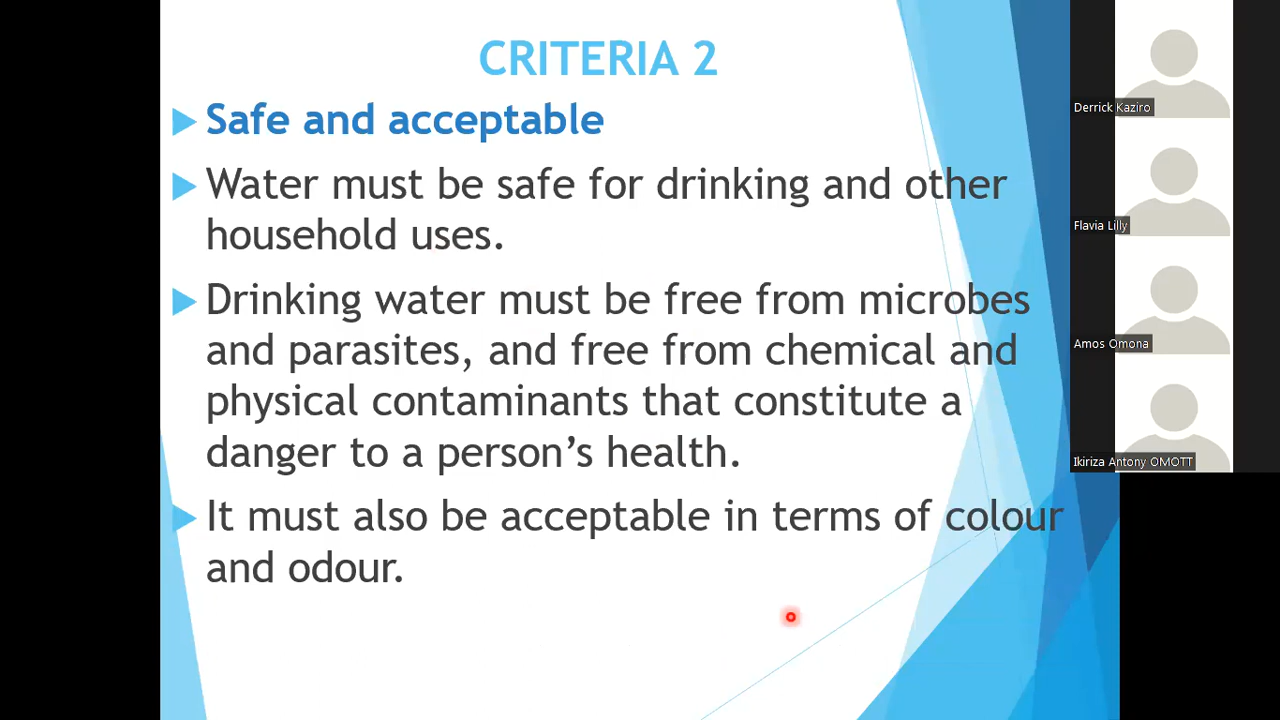 CRITERIA 2
Safe and acceptable
Water must be safe for drinking and other
household uses.
Drinking water must be free from microbes
and parasites, and free from chemical and
physical contaminants that constitute a
danger to a person’s health.
It must also be acceptable in terms of colour
and odour.
Derrick Kaziro
Flavia Lilly
Amos Omona
Ikiriza Antony OMOTT